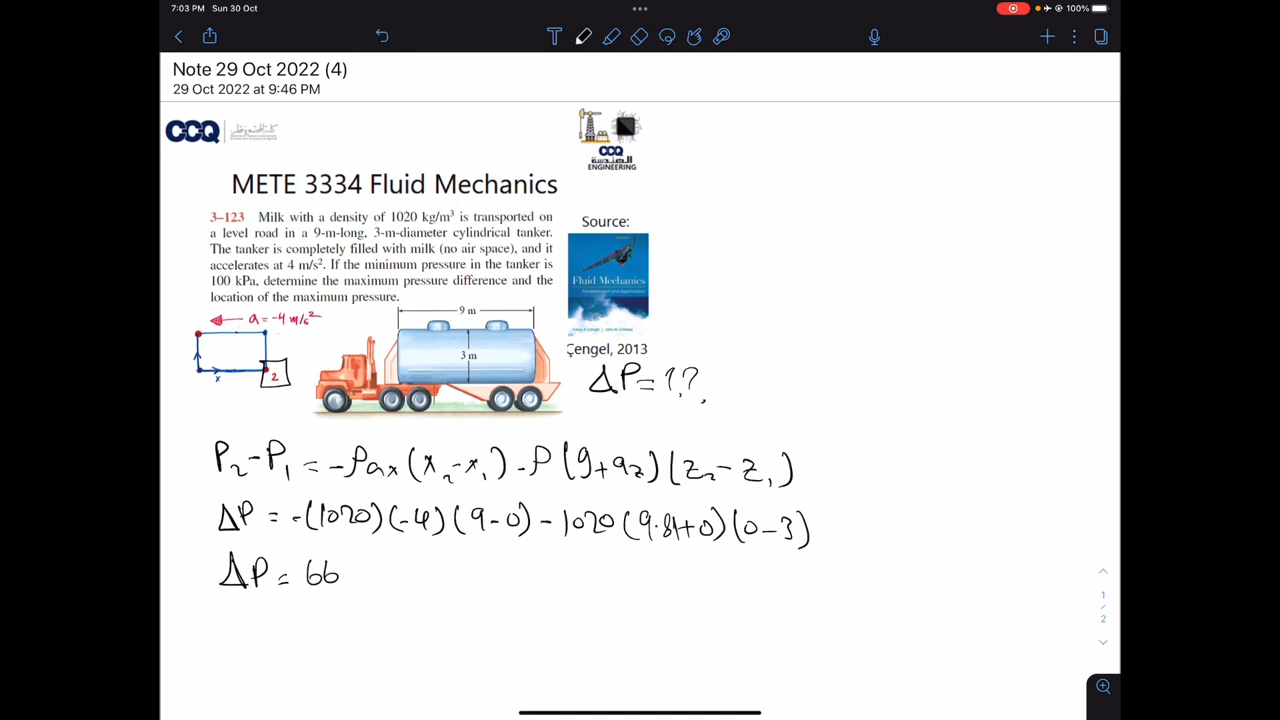 7:03 PM Sun 30 Oct
100%
Note 29 Oct 2022 (4)
29 Oct 2022 at 9:46 PM
CCQ
CCQ
الهندسة
ENGINEERING
METE 3334 Fluid Mechanics
3–123 Milk with a density of 1020 kg/m³ is transported on
a level road in a 9-m-long, 3-m-diameter cylindrical tanker.
The tanker is completely filled with milk (no air space), and it
accelerates at 4 m/s². If the minimum pressure in the tanker is
100 kPa, determine the maximum pressure difference and the
location of the maximum pressure.
Source:
Fluid Mechanics
Çengel, 2013
a = -4 m/s²
x
2
9 m
3 m
ΔP = ??
P₂-P₁ = -ρax(x₂-x₁) - ρ(g+az)(z₂-z₁)
ΔP = -(1020)(-4)(9-0) - 1020(9.81+0)(0-3)
ΔP = 66
1
/
2